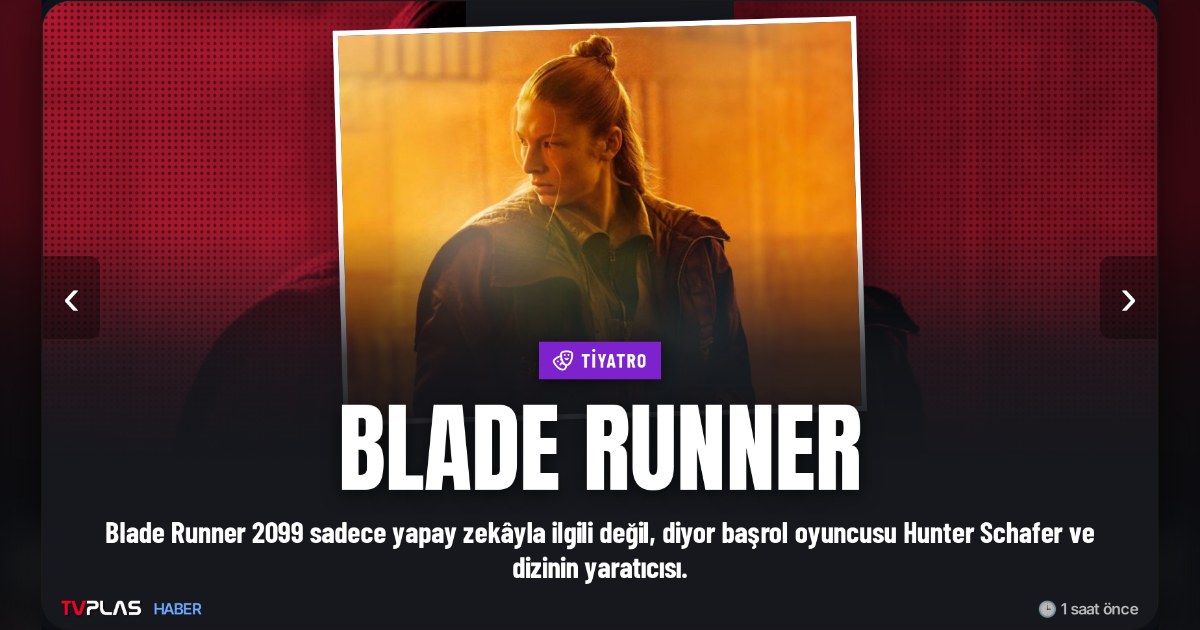 TİYATRO
BLADE RUNNER
Blade Runner 2099 sadece yapay zekâyla ilgili değil, diyor başrol oyuncusu Hunter Schafer ve
dizinin yaratıcısı.
TVPLAS HABER
1 saat önce